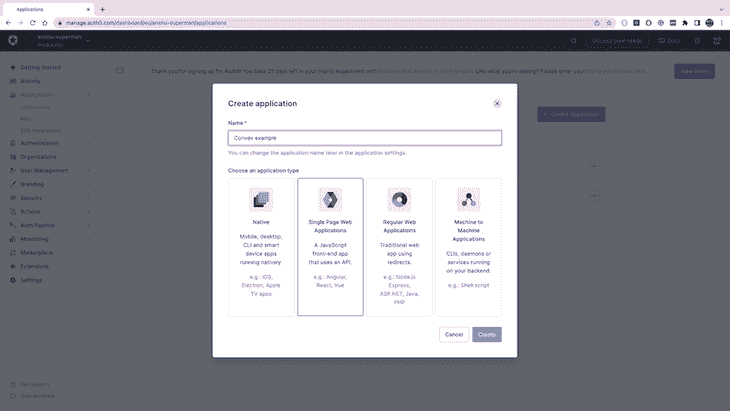 Applications
manage.auth0.com/dashboard/eu/anshu-superman/applications
anshu-superman
Production
Discuss your needs
Docs
Getting Started
Activity
Applications
Applications
APIs
SSO Integrations
Authentication
Organizations
User Management
Branding
Security
Actions
Auth Pipeline
Monitoring
Marketplace
Extensions
Settings
Get support
Give feedback
Thank you for signing up for Auth0! You have 21 days left in your trial to experiment with features that are not in the free plan. Like what you're seeing? Please enter your billing information here.
View Plans
+ Create Application
Create application
Name *
Convex example
You can change the application name later in the application settings.
Choose an application type
Native
Mobile, desktop,
CLI and smart
device apps
running natively.
e.g.: iOS,
Electron, Apple
TV apps
Single Page Web
Applications
A JavaScript
front-end app
that uses an API.
e.g.: Angular,
React, Vue
Regular Web
Applications
Traditional web
app using
redirects.
e.g.: Node.js
Express,
ASP.NET, Java,
PHP
Machine to
Machine
Applications
CLIs, daemons or
services running
on your backend.
e.g.: Shell script
Cancel
Create